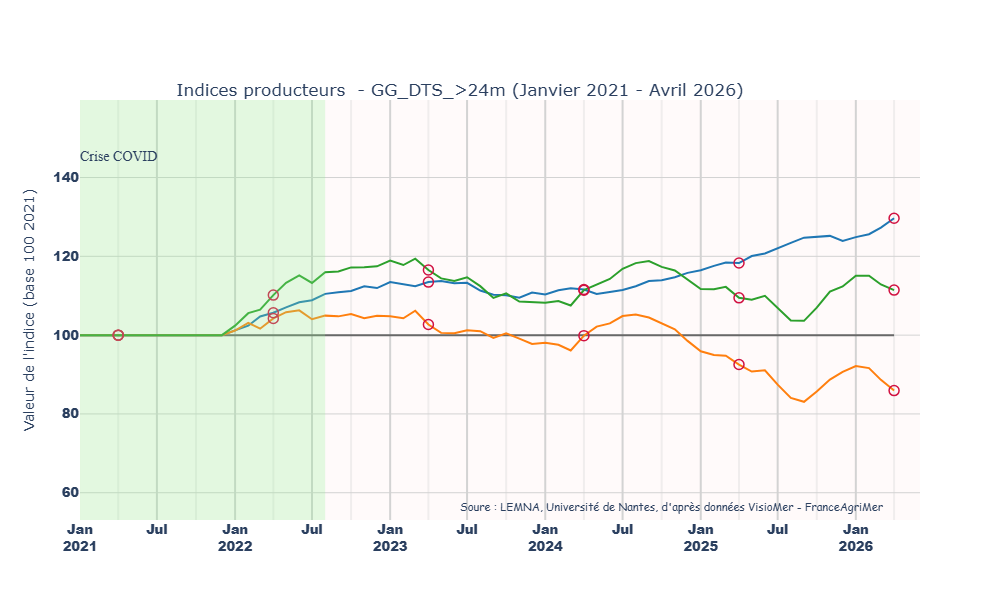 Indices producteurs  - GG_DTS_>24m (Janvier 2021 - Avril 2026)
Crise COVID
Valeur de l'indice (base 100 2021)
140
120
100
80
60
Soure : LEMNA, Université de Nantes, d'après données VisioMer - FranceAgriMer
Jan Jul Jan Jul Jan Jul Jan Jul Jan Jul Jan
2021 2022 2023 2024 2025 2026